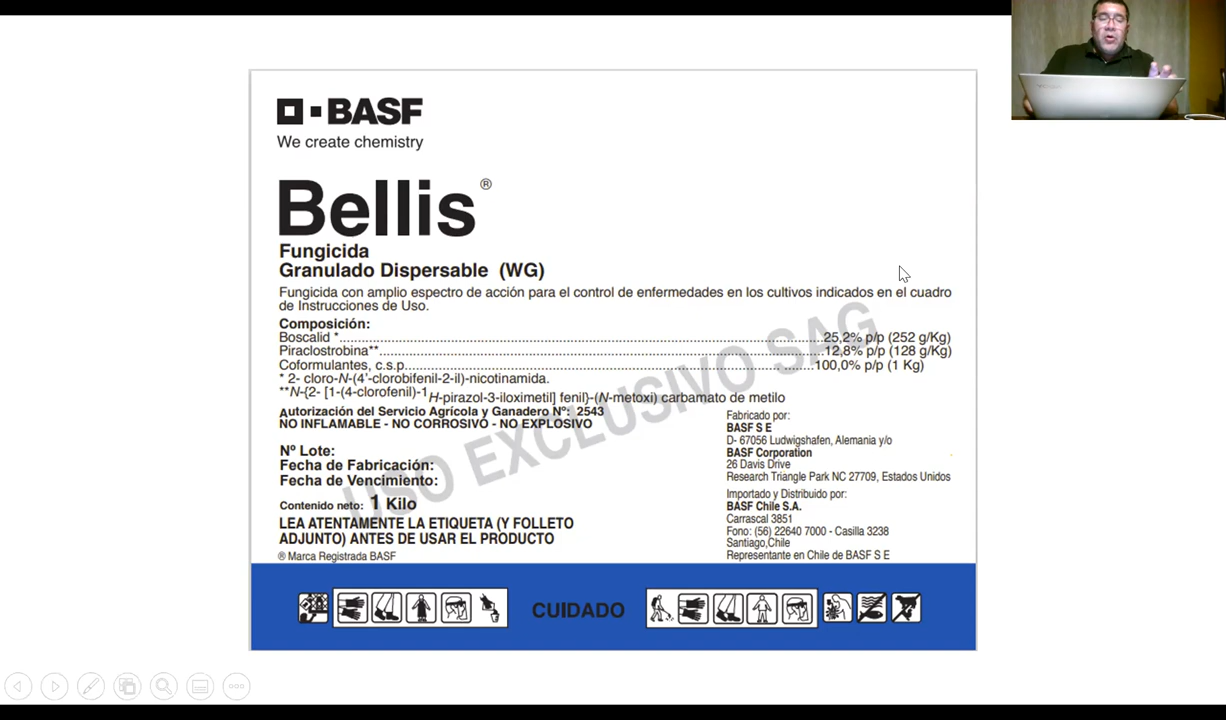 BASF
We create chemistry
Bellis®
Fungicida
Granulado Dispersable (WG)
Fungicida con amplio espectro de acción para el control de enfermedades en los cultivos indicados en el cuadro
de Instrucciones de Uso.
Composición:
Boscalid *..........................................................................................................25,2% p/p (252 g/Kg)
Piraclostrobina**................................................................................................12,8% p/p (128 g/Kg)
Coformulantes, c.s.p..........................................................................................100,0% p/p (1 Kg)
* 2- cloro-N-(4'-clorobifenil-2-il)-nicotinamida.
**N-{2- [1-(4-clorofenil)-1H-pirazol-3-iloximetil] fenil}-(N-metoxi) carbamato de metilo
Autorización del Servicio Agrícola y Ganadero Nº: 2543
NO INFLAMABLE - NO CORROSIVO - NO EXPLOSIVO
Nº Lote:
Fecha de Fabricación:
Fecha de Vencimiento:
Contenido neto: 1 Kilo
LEA ATENTAMENTE LA ETIQUETA (Y FOLLETO
ADJUNTO) ANTES DE USAR EL PRODUCTO
® Marca Registrada BASF
Fabricado por:
BASF S E
D- 67056 Ludwigshafen, Alemania y/o
BASF Corporation
26 Davis Drive
Research Triangle Park NC 27709, Estados Unidos
Importado y Distribuido por:
BASF Chile S.A.
Carrascal 3851
Fono: (56) 22640 7000 - Casilla 3238
Santiago,Chile
Representante en Chile de BASF S E
USO EXCLUSIVO SAG
CUIDADO